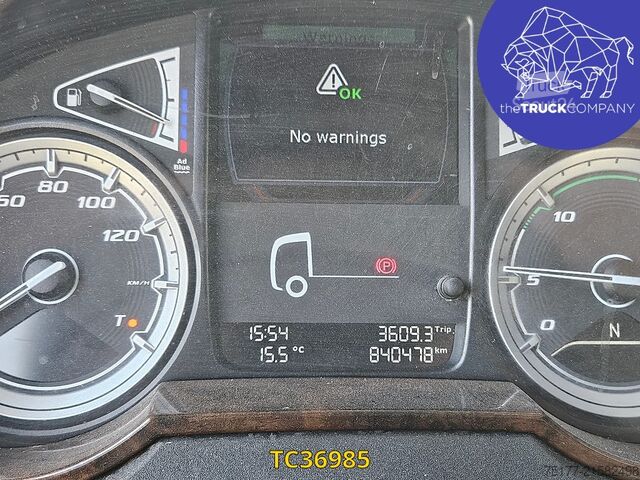 Warnings
OK
No warnings
Ad
Blue
80
100
120
KM/H
T
P
15:54
3609.3 Trip
15.5 °C
840478 km
10
5
0
N
theTRUCKCOMPANY
TC36985